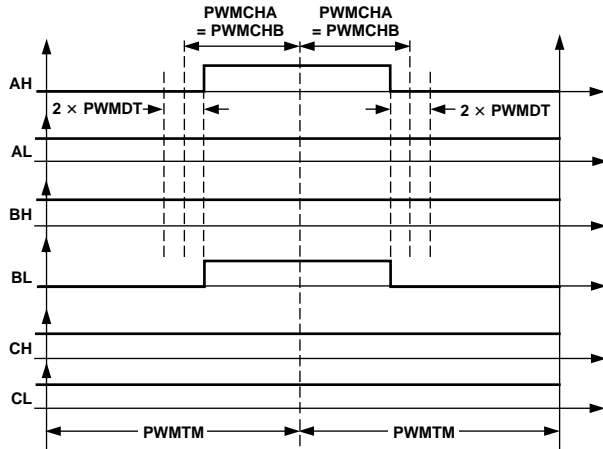 PWMCHA PWMCHA
= PWMCHB = PWMCHB
AH
2 × PWMDT 2 × PWMDT
AL
BH
BL
CH
CL
PWMTM PWMTM